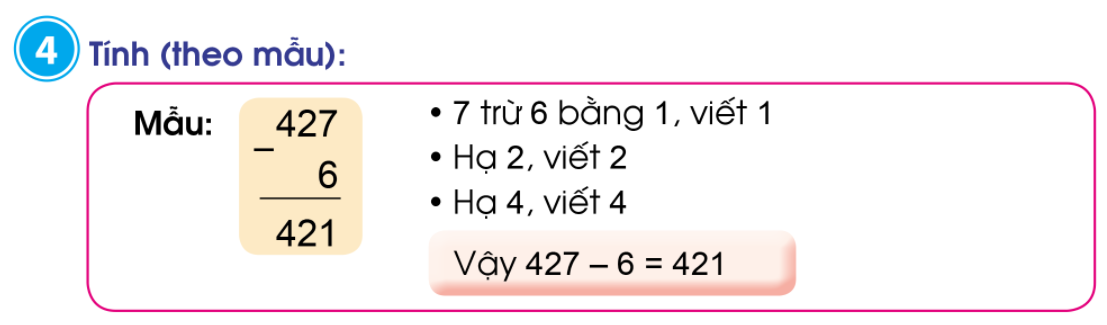 4 Tính (theo mẫu):
Mẫu:
427
–
6
421
• 7 trừ 6 bằng 1, viết 1
• Hạ 2, viết 2
• Hạ 4, viết 4
Vậy 427 – 6 = 421